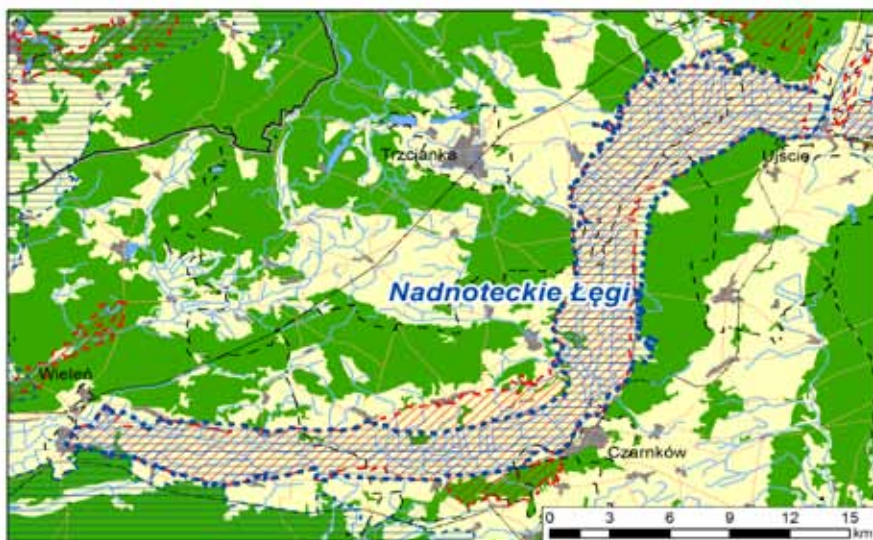 Trzcianka
Ujście
Nadnoteckie Łęgi
Wieleń
Czarnków
0 3 6 9 12 15
km